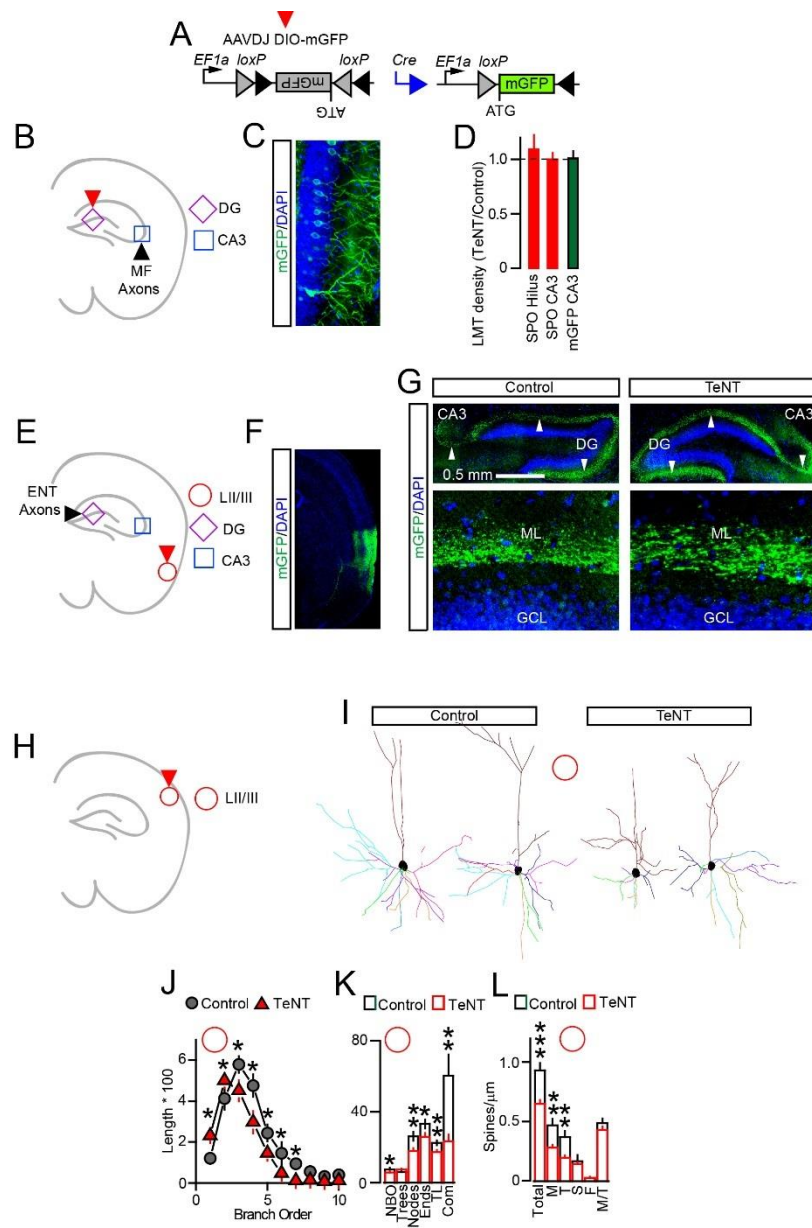 A
AAVDJ DIO-mGFP
EF1a loxP loxP Cre EF1a loxP
mGFP mGFP
ATG ATG
B
DG
CA3
MF
Axons
C
mGFP/DAPI
D
LMT density (TeNT/Control)
1
0
SPO Hilus
SPO CA3
mGFP CA3
E
ENT
Axons
LII/III
DG
CA3
F
mGFP/DAPI
G
Control TeNT
mGFP/DAPI
CA3 DG
0.5 mm
CA3
DG
ML ML
GCL GCL
H
LII/III
I
Control TeNT
J
Control TeNT
Length * 100
6
4
2
0
0 5 10
Branch Order
* * * * * * *
K
Control TeNT
80
40
0
* ** * ** **
NBO
Trees
Nodes
Ends
TL
Com
L
Control TeNT
Spines/μm
1.0
0.5
0
*** ** **
Total
M
T
S
F
M/T